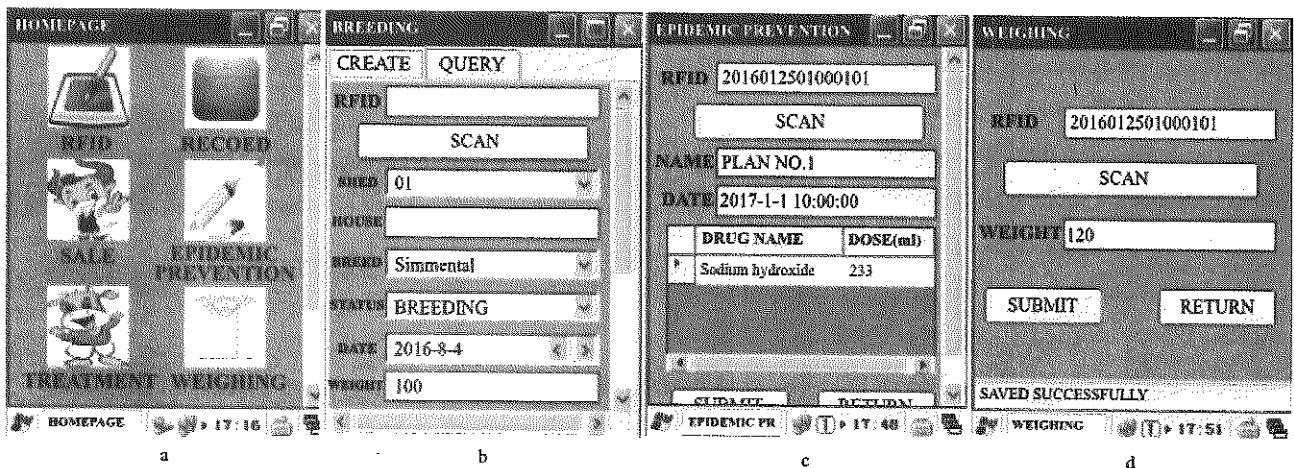 HOMEPAGE
RFID
RECOED
SALE
EPIDEMIC
PREVENTION
TREATMENT
WEIGHING
HOMEPAGE
17:16
a
BREEDING
CREATE
QUERY
RFID
SCAN
SHED
01
HOUSE
BREED
Simmental
STATUS
BREEDING
DATE
2016-8-4
WEIGHT
100
b
EPIDEMIC PREVENTION
RFID
2016012501000101
SCAN
NAME
PLAN NO.1
DATE
2017-1-1 10:00:00
DRUG NAME
DOSE(ml)
Sodium hydroxide
233
SUBMIT
RETURN
EPIDEMIC PR
17:48
c
WEIGHING
RFID
2016012501000101
SCAN
WEIGHT
120
SUBMIT
RETURN
SAVED SUCCESSFULLY
WEIGHING
17:51
d